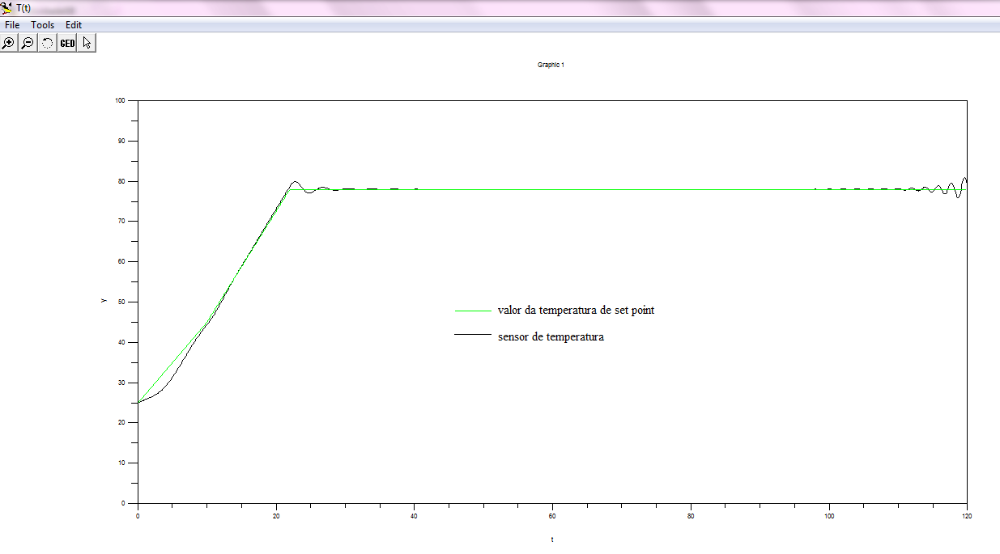 T(t)
File Tools Edit
GED
Graphic 1
100
90
80
70
60
50
40
30
20
10
0
Y
valor da temperatura de set point
sensor de temperatura
0 20 40 60 80 100 120
t